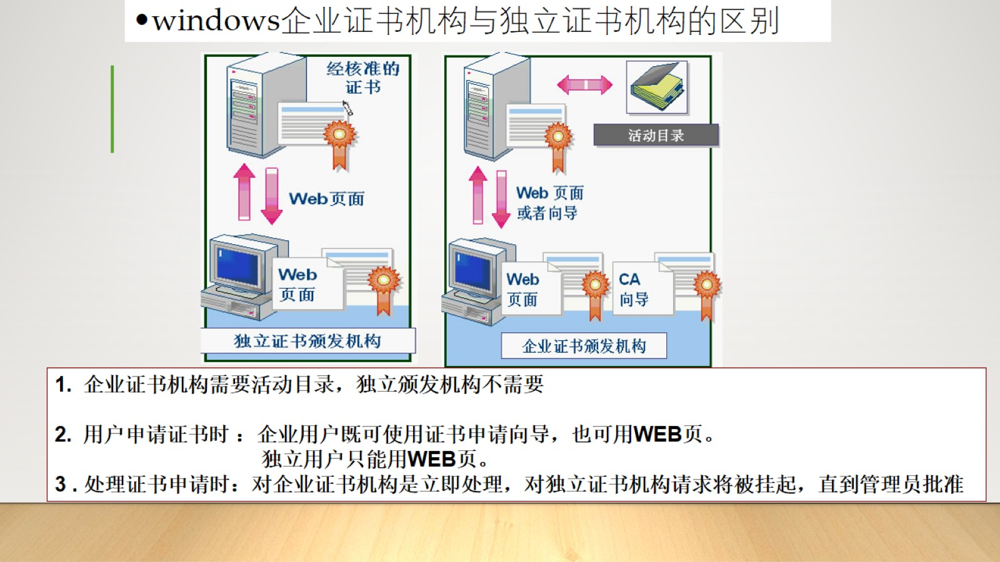 •windows企业证书机构与独立证书机构的区别
经核准的
证书
Web页面
Web
页面
独立证书颁发机构
活动目录
Web 页面
或者向导
Web
页面
CA
向导
企业证书颁发机构
1. 企业证书机构需要活动目录，独立颁发机构不需要
2. 用户申请证书时 ：企业用户既可使用证书申请向导，也可用WEB页。
独立用户只能用WEB页。
3 . 处理证书申请时：对企业证书机构是立即处理，对独立证书机构请求将被挂起，直到管理员批准